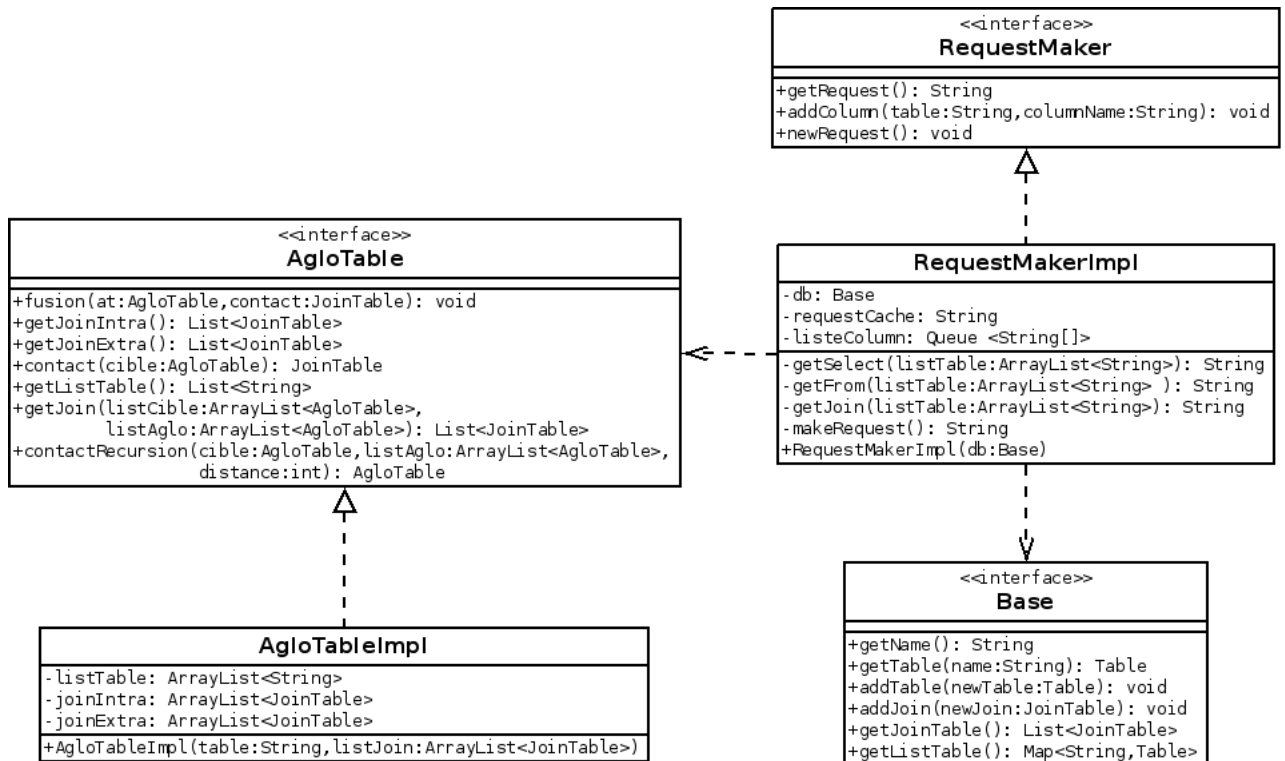 <<interface>>
RequestMaker
+getRequest(): String
+addColumn(table:String,columnName:String): void
+newRequest(): void
<<interface>>
AgloTable
+fusion(at:AgloTable,contact:JoinTable): void
+getJoinIntra(): List<JoinTable>
+getJoinExtra(): List<JoinTable>
+contact(cible:AgloTable): JoinTable
+getListTable(): List<String>
+getJoin(listCible:ArrayList<AgloTable>,
listAglo:ArrayList<AgloTable>): List<JoinTable>
+contactRecursion(cible:AgloTable,listAglo:ArrayList<AgloTable>,
distance:int): AgloTable
RequestMakerImpl
-db: Base
-requestCache: String
-listeColumn: Queue <String[]>
-getSelect(listTable:ArrayList<String>): String
-getFrom(listTable:ArrayList<String> ): String
-getJoin(listTable:ArrayList<String>): String
-makeRequest(): String
+RequestMakerImpl(db:Base)
AgloTableImpl
-listTable: ArrayList<String>
-joinIntra: ArrayList<JoinTable>
-joinExtra: ArrayList<JoinTable>
+AgloTableImpl(table:String,listJoin:ArrayList<JoinTable>)
<<interface>>
Base
+getName(): String
+getTable(name:String): Table
+addTable(newTable:Table): void
+addJoin(newJoin:JoinTable): void
+getJoinTable(): List<JoinTable>
+getListTable(): Map<String,Table>